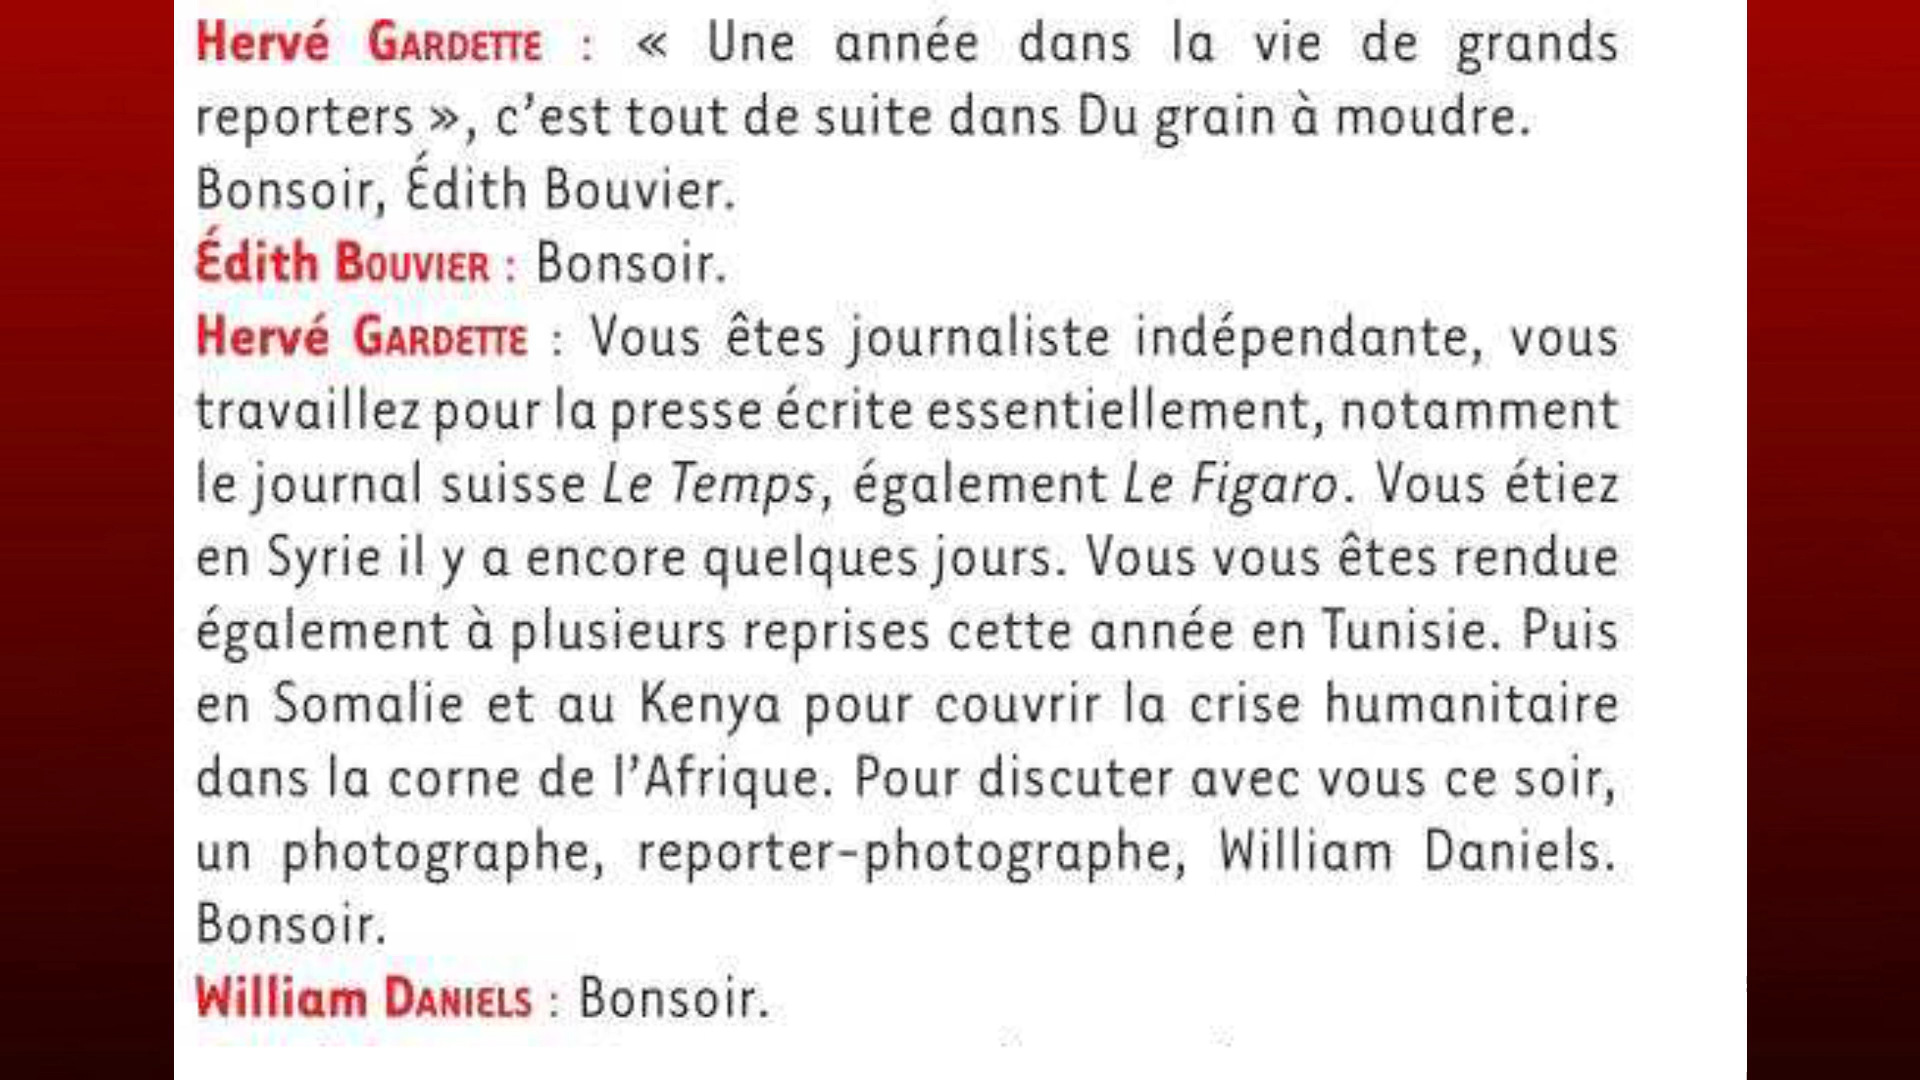 Hervé GARDETTE : « Une année dans la vie de grands
reporters », c'est tout de suite dans Du grain à moudre.
Bonsoir, Édith Bouvier.
Édith BOUVIER : Bonsoir.
Hervé GARDETTE : Vous êtes journaliste indépendante, vous
travaillez pour la presse écrite essentiellement, notamment
le journal suisse Le Temps, également Le Figaro. Vous étiez
en Syrie il y a encore quelques jours. Vous vous êtes rendue
également à plusieurs reprises cette année en Tunisie. Puis
en Somalie et au Kenya pour couvrir la crise humanitaire
dans la corne de l'Afrique. Pour discuter avec vous ce soir,
un photographe, reporter-photographe, William Daniels.
Bonsoir.
William DANIELS : Bonsoir.